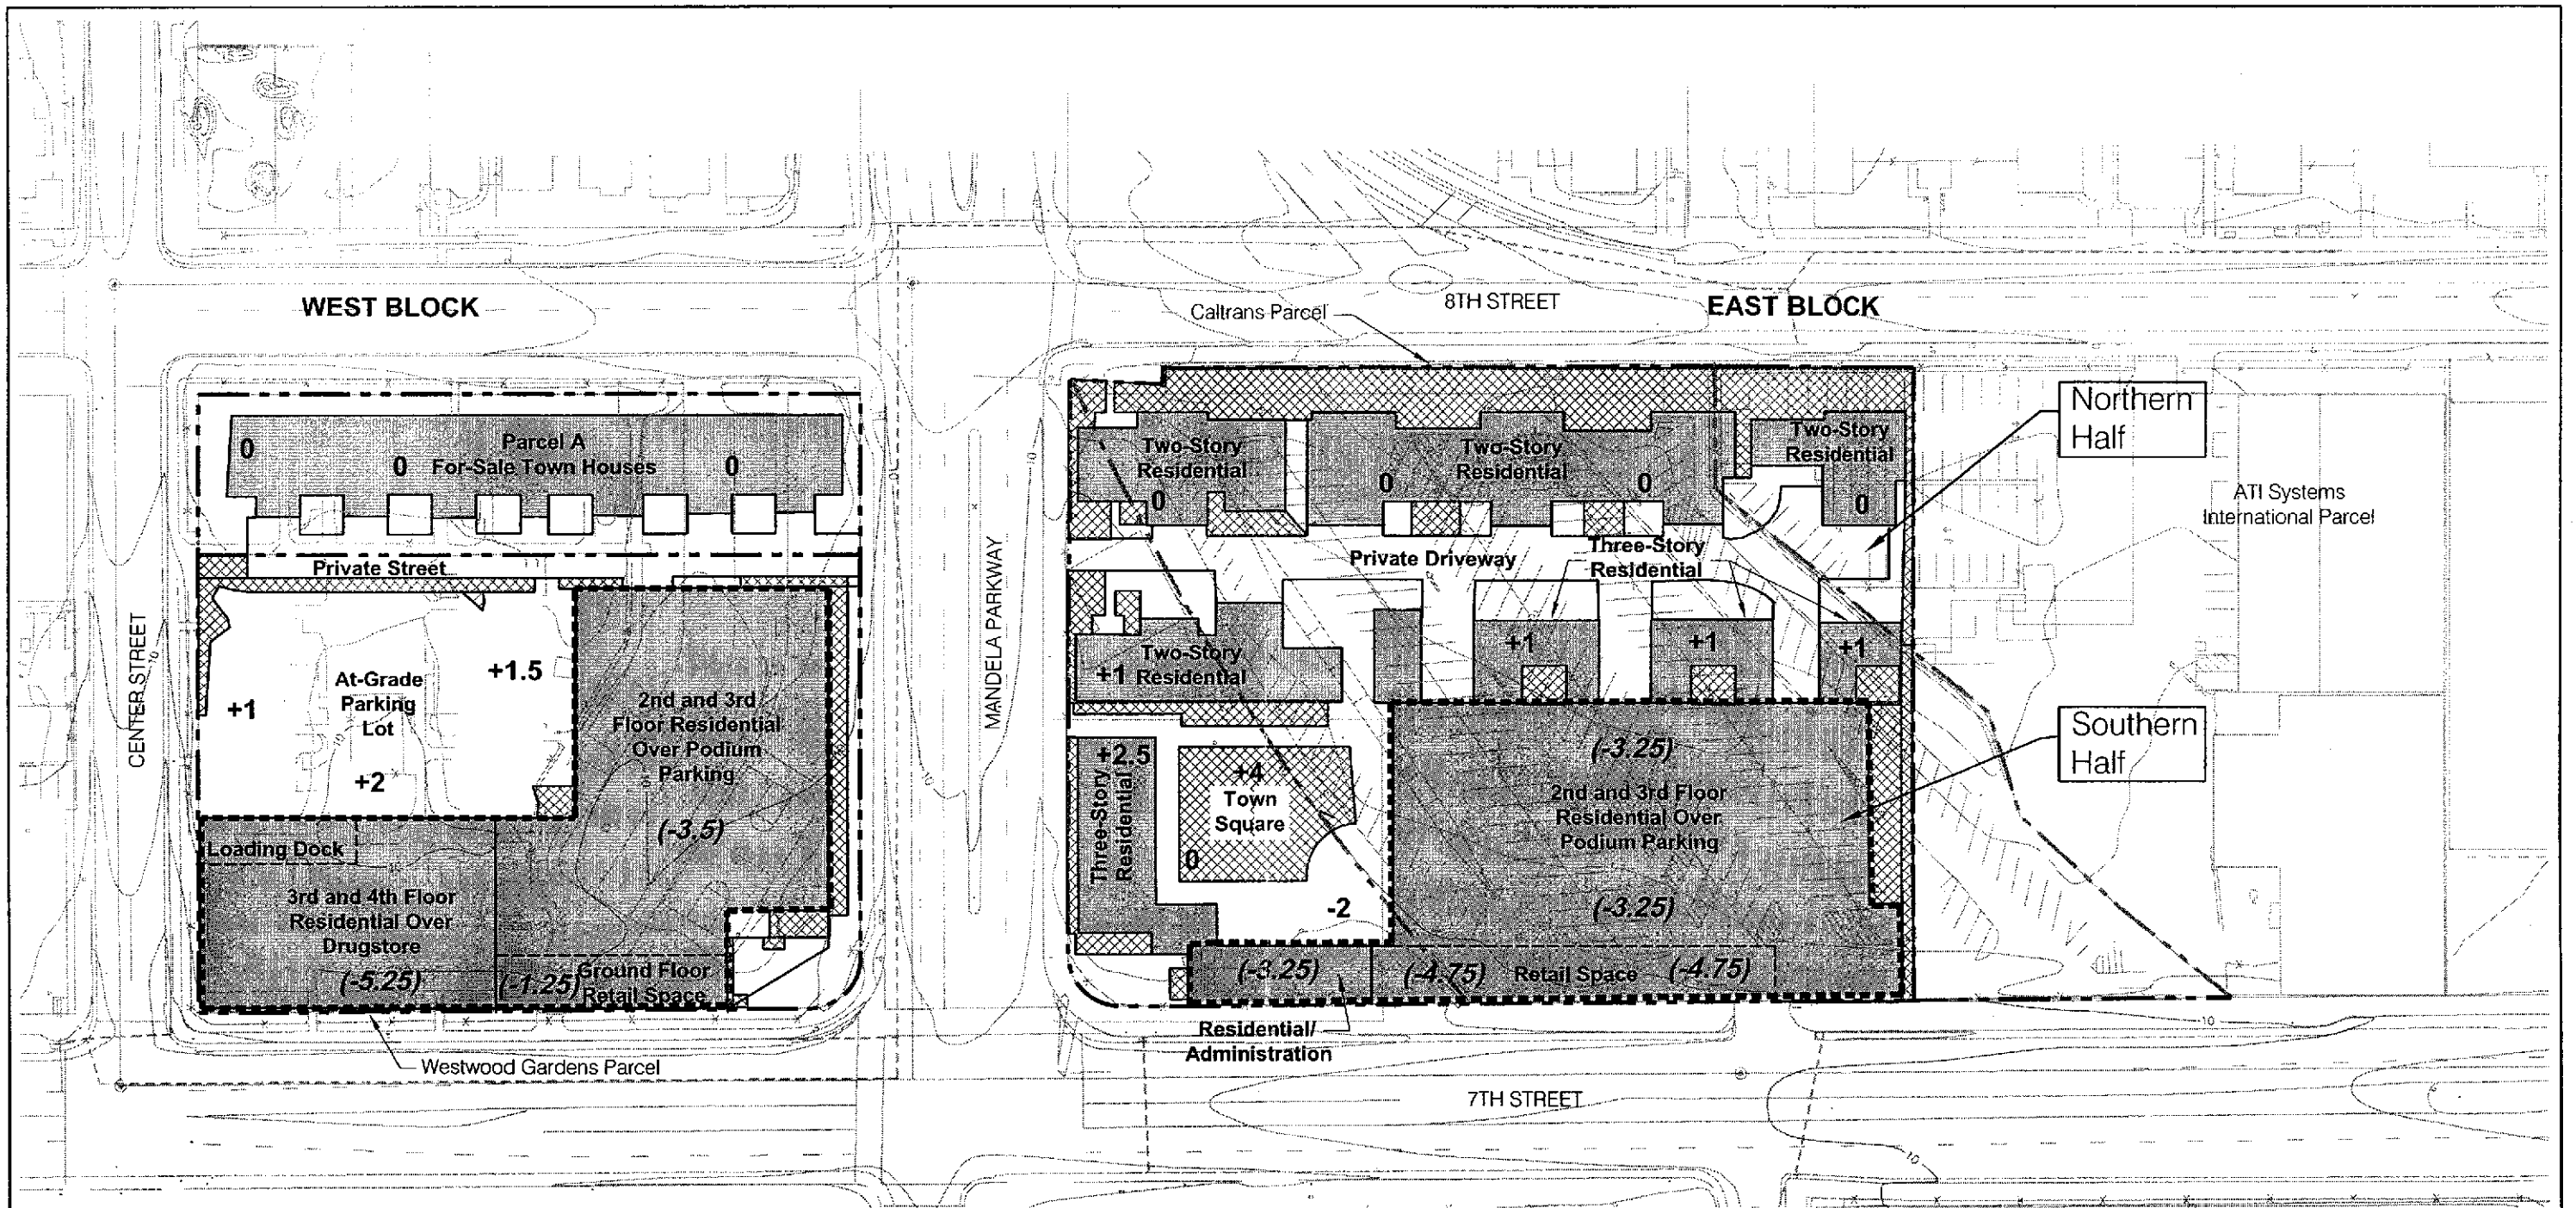 WEST BLOCK
Caltrans Parcel
8TH STREET
EAST BLOCK
Northern
Half
Parcel A
For-Sale Town Houses
0
0
0
Two-Story
Residential
0
Two-Story
Residential
0
0
Two-Story
Residential
0
ATI Systems
International Parcel
Private Street
Private Driveway
Three-Story
Residential
CENTER STREET
MANDELA PARKWAY
+1
At-Grade
Parking
Lot
+1.5
+2
2nd and 3rd
Floor Residential
Over Podium
Parking
(-3.5)
Two-Story
+1 Residential
+1
+1
+1
Southern
Half
+2.5
Three-Story
Residential
+4
Town
Square
0
-2
(-3.25)
2nd and 3rd Floor
Residential Over
Podium Parking
(-3.25)
Loading Dock
3rd and 4th Floor
Residential Over
Drugstore
(-5.25)
(-1.25)
Ground Floor
Retail Space
(-3.25)
(-4.75)
Retail Space
(-4.75)
Residential/
Administration
Westwood Gardens Parcel
7TH STREET
10
10